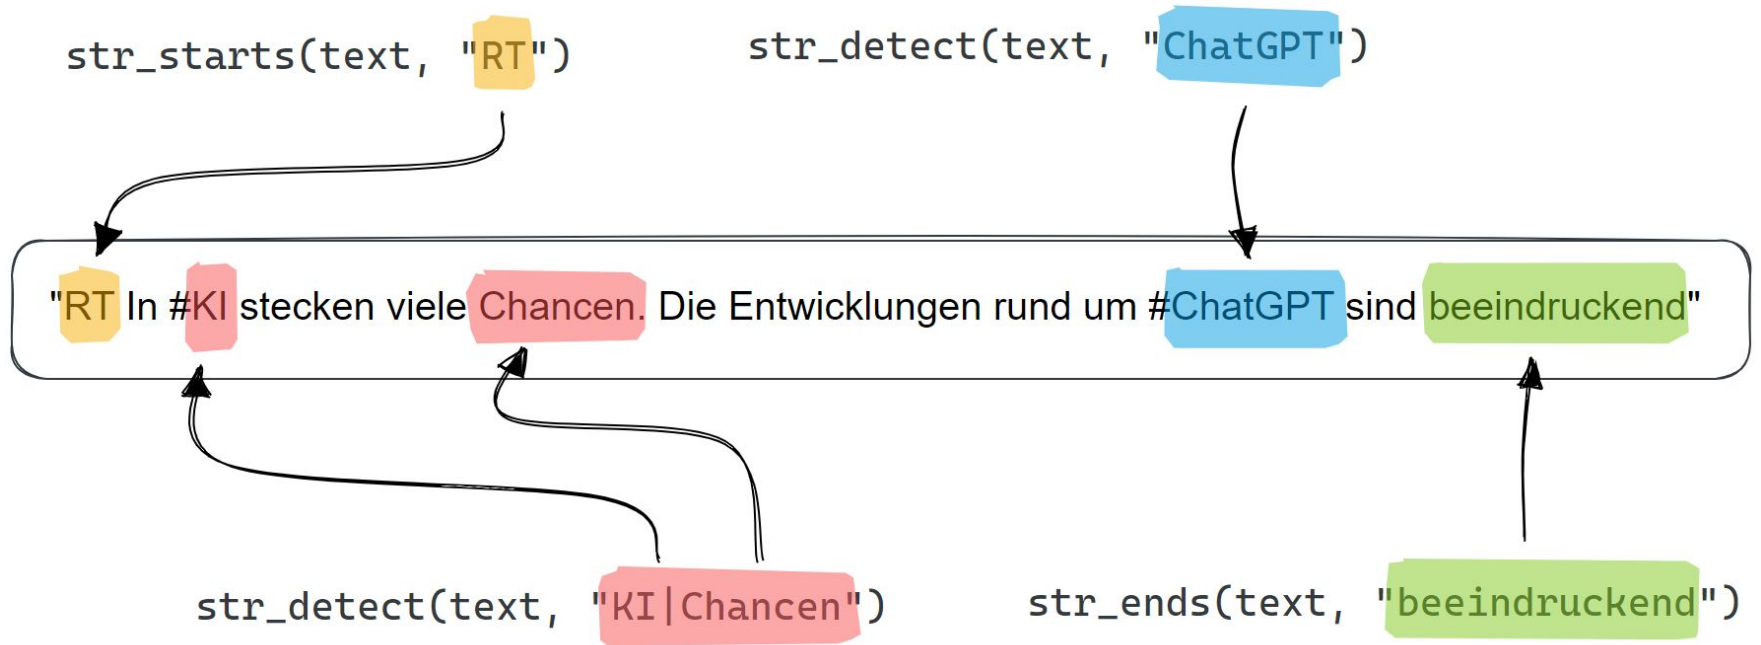 str_starts(text, "RT")
str_detect(text, "ChatGPT")
"RT In #KI stecken viele Chancen. Die Entwicklungen rund um #ChatGPT sind beeindruckend"
str_detect(text, "KI|Chancen")
str_ends(text, "beeindruckend")